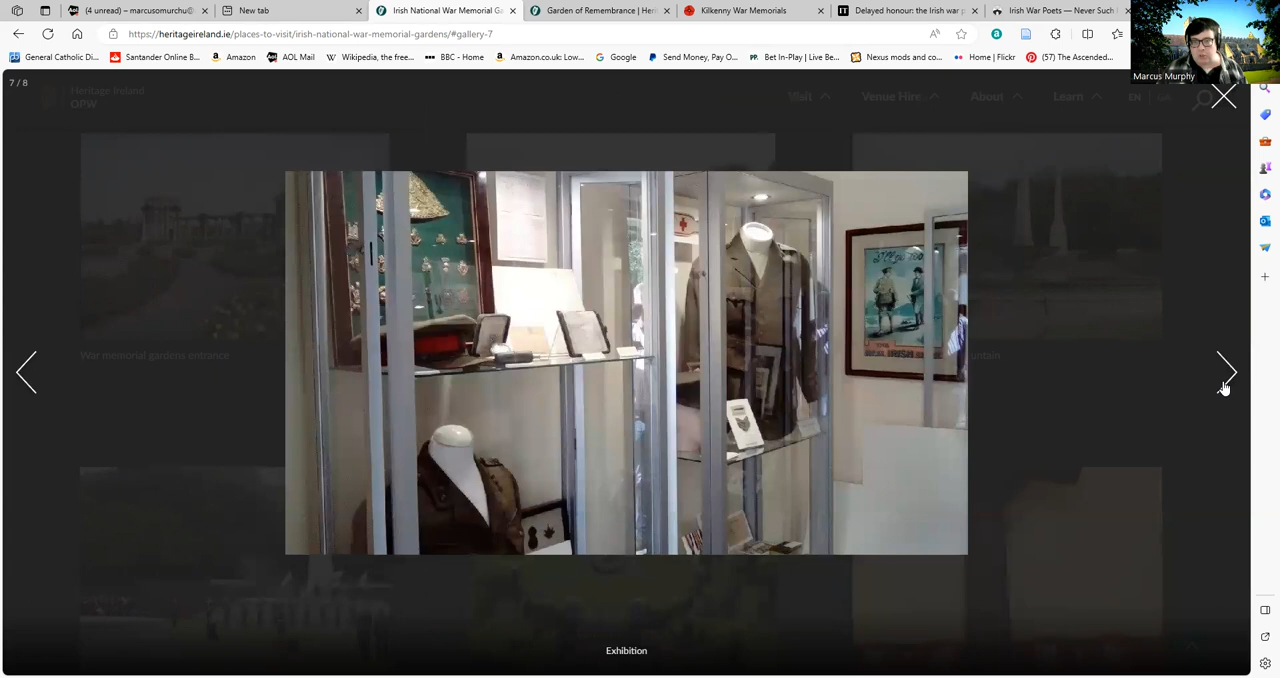 (4 unread) – marcusomurchu@
New tab
Irish National War Memorial Ga
Garden of Remembrance | Heri
Kilkenny War Memorials
Delayed honour: the Irish war p
Irish War Poets — Never Such I
https://heritageireland.ie/places-to-visit/irish-national-war-memorial-gardens/#gallery-7
General Catholic Di...
Santander Online B...
Amazon
AOL Mail
Wikipedia, the free...
BBC - Home
Amazon.co.uk: Low...
Google
Send Money, Pay O...
Bet In-Play | Live Be...
Nexus mods and co...
Home | Flickr
(57) The Ascended...
Marcus Murphy
7 / 8
Heritage Ireland
OPW
Visit
Venue Hire
About
Learn
EN
War memorial gardens entrance
untain
IRISH
Exhibition